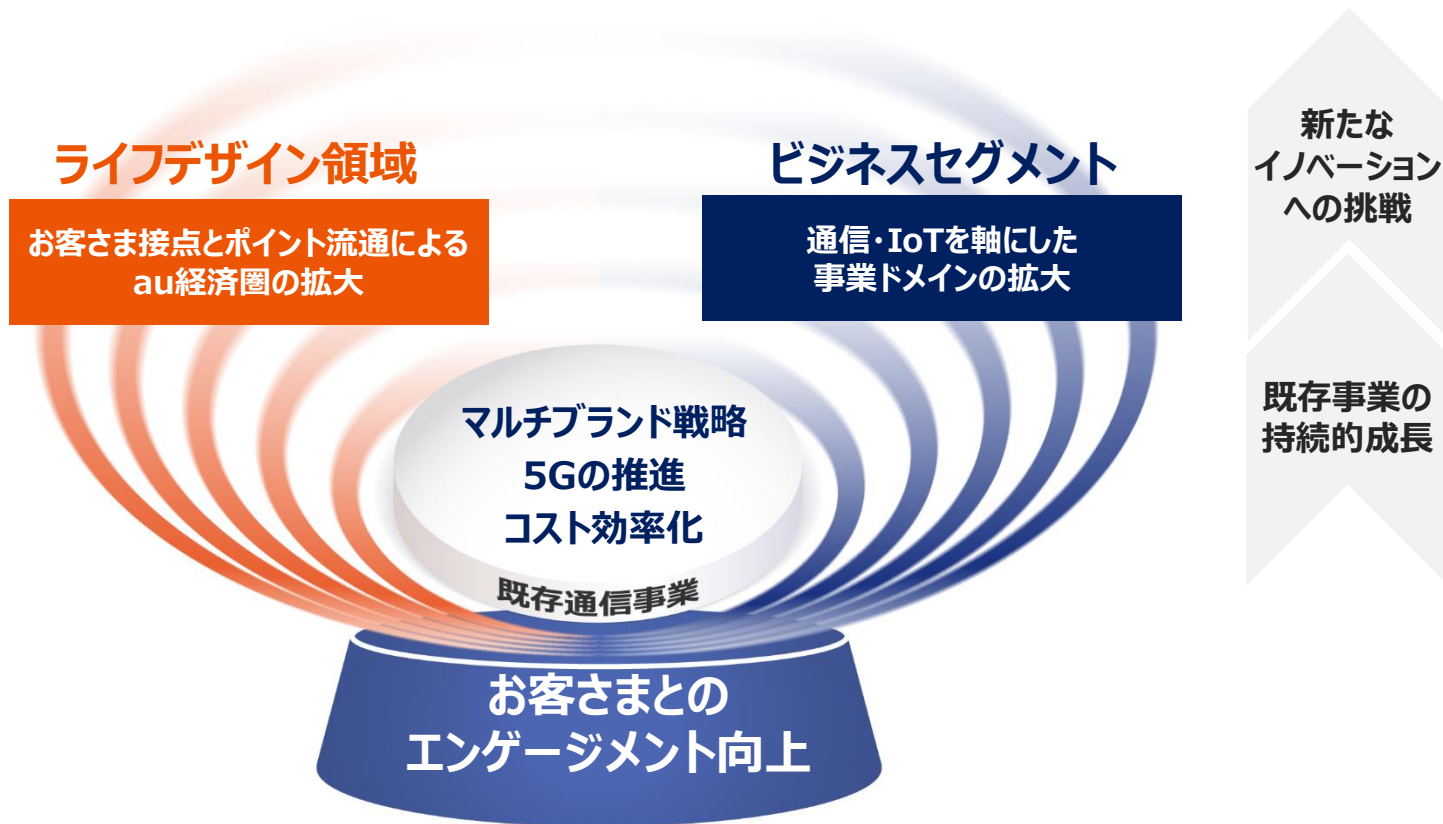 ライフデザイン領域
お客さま接点とポイント流通による
au経済圏の拡大
ビジネスセグメント
通信・IoTを軸にした
事業ドメインの拡大
マルチブランド戦略
5Gの推進
コスト効率化
既存通信事業
お客さまとの
エンゲージメント向上
新たな
イノベーション
への挑戦
既存事業の
持続的成長